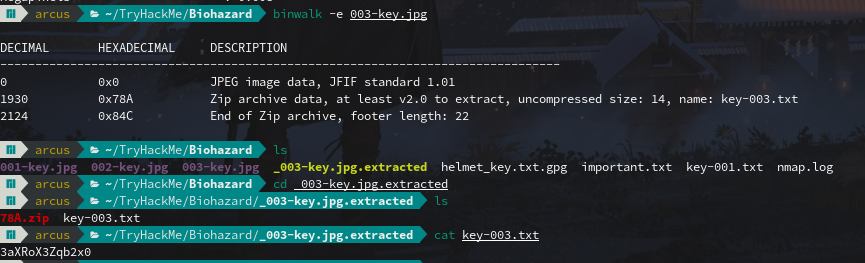 arcus ~/TryHackMe/Biohazard binwalk -e 003-key.jpg
DECIMAL HEXADECIMAL DESCRIPTION
--------------------------------------------------------------------------------
0 0x0 JPEG image data, JFIF standard 1.01
1930 0x78A Zip archive data, at least v2.0 to extract, uncompressed size: 14, name: key-003.txt
2124 0x84C End of Zip archive, footer length: 22
arcus ~/TryHackMe/Biohazard ls
001-key.jpg 002-key.jpg 003-key.jpg _003-key.jpg.extracted helmet_key.txt.gpg important.txt key-001.txt nmap.log
arcus ~/TryHackMe/Biohazard cd _003-key.jpg.extracted
arcus ~/TryHackMe/Biohazard/_003-key.jpg.extracted ls
78A.zip key-003.txt
arcus ~/TryHackMe/Biohazard/_003-key.jpg.extracted cat key-003.txt
3aXRoX3Zqb2x0